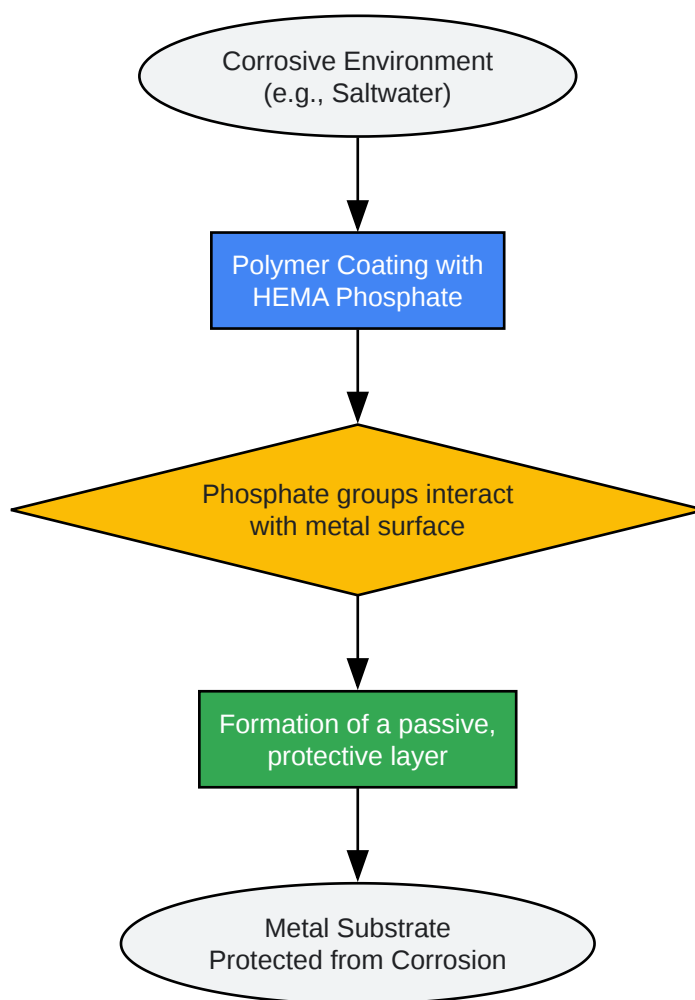 Corrosive Environment
(e.g., Saltwater)
Polymer Coating with
HEMA Phosphate
Phosphate groups interact
with metal surface
Formation of a passive,
protective layer
Metal Substrate
Protected from Corrosion